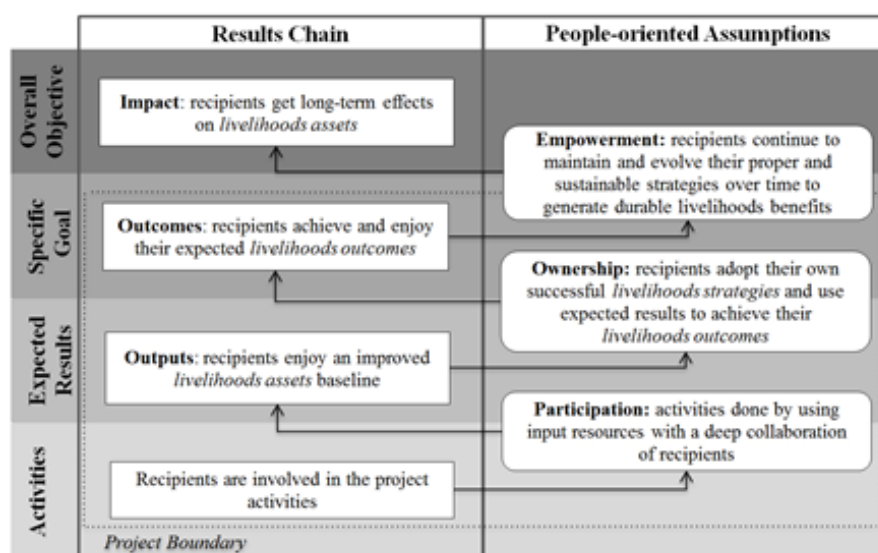 Results Chain
People-oriented Assumptions
Overall
Objective
Impact: recipients get long-term effects
on livelihoods assets
Empowerment: recipients continue to
maintain and evolve their proper and
sustainable strategies over time to
generate durable livelihoods benefits
Specific
Goal
Outcomes: recipients achieve and enjoy
their expected livelihoods outcomes
Ownership: recipients adopt their own
successful livelihoods strategies and use
expected results to achieve their
livelihoods outcomes
Expected
Results
Outputs: recipients enjoy an improved
livelihoods assets baseline
Participation: activities done by using
input resources with a deep collaboration
of recipients
Activities
Recipients are involved in the project
activities
Project Boundary